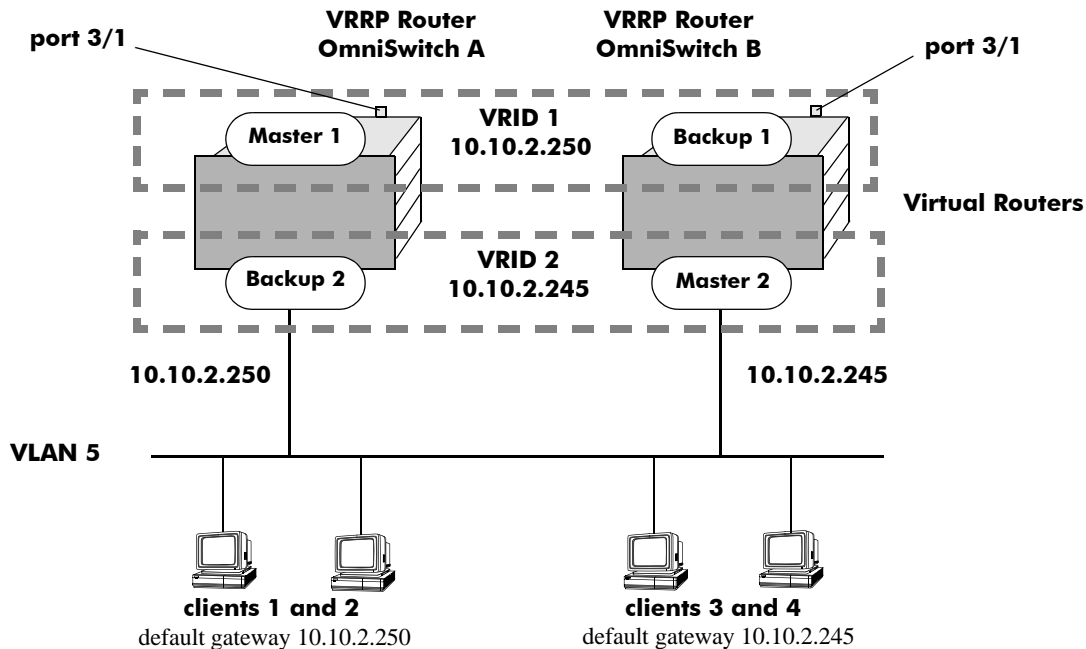 VRRP Router
OmniSwitch A
VRRP Router
OmniSwitch B
port 3/1
port 3/1
VRID 1
10.10.2.250
Master 1
Backup 1
Virtual Routers
VRID 2
10.10.2.245
Backup 2
Master 2
10.10.2.250
10.10.2.245
VLAN 5
clients 1 and 2
default gateway 10.10.2.250
clients 3 and 4
default gateway 10.10.2.245